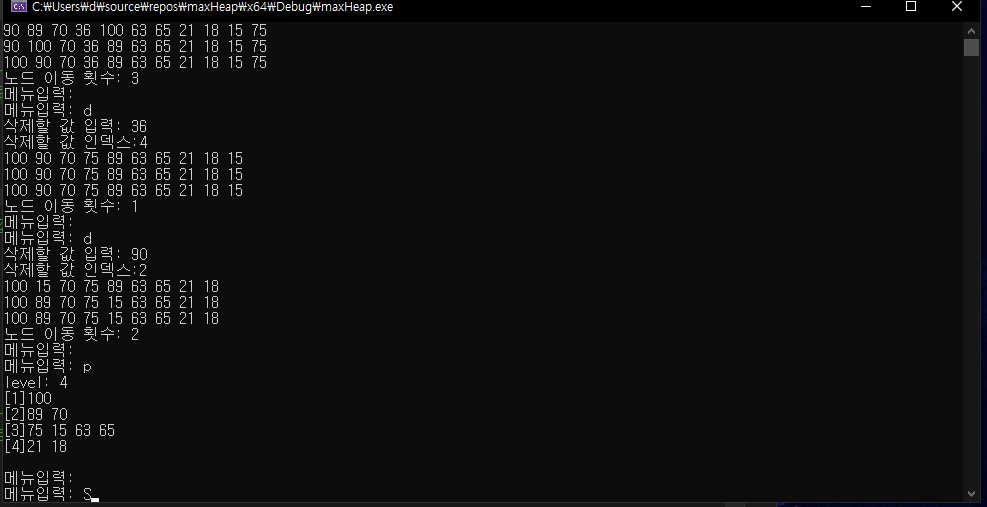 C:\Users\d\source\repos\maxHeap\x64\Debug\maxHeap.exe
90 89 70 36 100 63 65 21 18 15 75
90 100 70 36 89 63 65 21 18 15 75
100 90 70 36 89 63 65 21 18 15 75
노드 이동 횟수: 3
메뉴입력:
메뉴입력: d
삭제할 값 입력: 36
삭제할 값 인덱스:4
100 90 70 75 89 63 65 21 18 15
100 90 70 75 89 63 65 21 18 15
100 90 70 75 89 63 65 21 18 15
노드 이동 횟수: 1
메뉴입력:
메뉴입력: d
삭제할 값 입력: 90
삭제할 값 인덱스:2
100 15 70 75 89 63 65 21 18
100 89 70 75 15 63 65 21 18
100 89 70 75 15 63 65 21 18
노드 이동 횟수: 2
메뉴입력:
메뉴입력: p
level: 4
[1]100
[2]89 70
[3]75 15 63 65
[4]21 18
메뉴입력:
메뉴입력: S